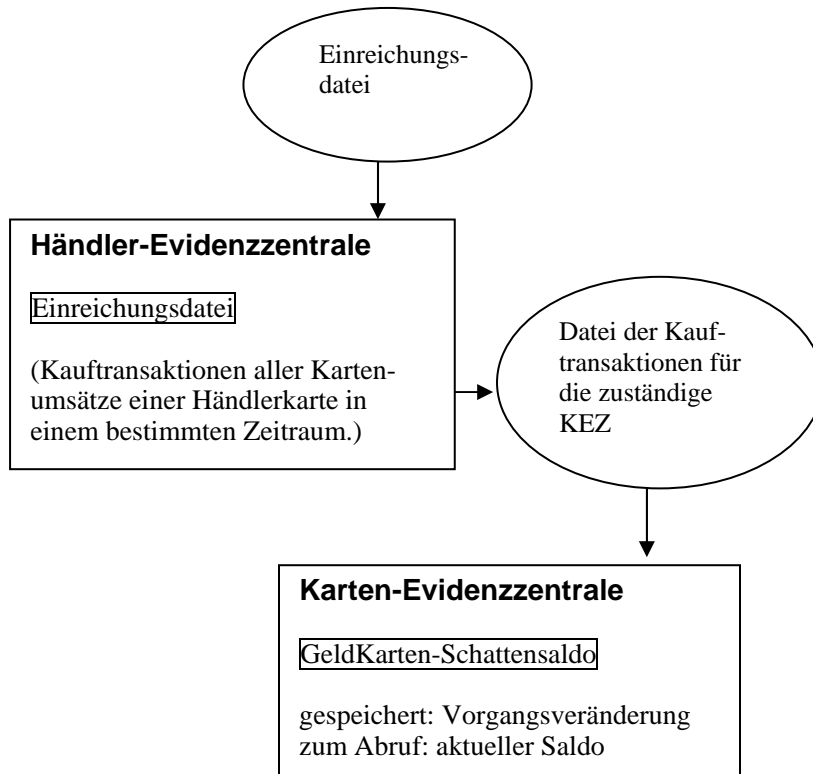 Einreichungs-
datei
Händler-Evidenzzentrale
Einreichungsdatei
(Kauftransaktionen aller Karten-
umsätze einer Händlerkarte in
einem bestimmten Zeitraum.)
Datei der Kauf-
transaktionen für
die zuständige
KEZ
Karten-Evidenzzentrale
GeldKarten-Schattensaldo
gespeichert: Vorgangsveränderung
zum Abruf: aktueller Saldo